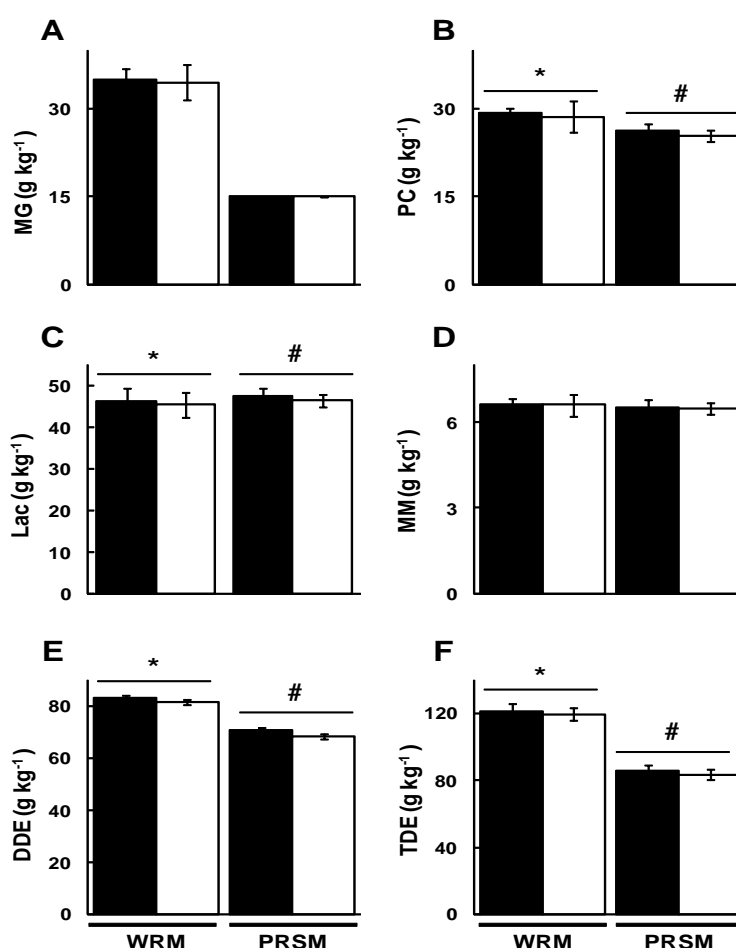 A
MG (g kg-1)
30
15
0
B
*
#
PC (g kg-1)
30
15
0
C
*
#
Lac (g kg-1)
50
40
30
20
10
0
D
MM (g kg-1)
6
3
0
E
*
#
DDE (g kg-1)
80
60
40
20
0
WRM PRSM
F
*
#
TDE (g kg-1)
120
80
40
0
WRM PRSM